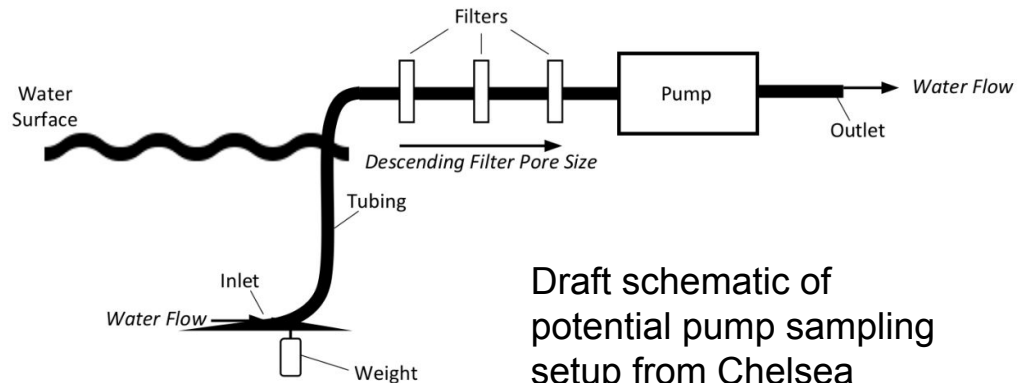 Filters
Water
Surface
Pump
Water Flow
Outlet
Descending Filter Pore Size
Tubing
Inlet
Water Flow
Weight
Draft schematic of
potential pump sampling
setup from Chelsea